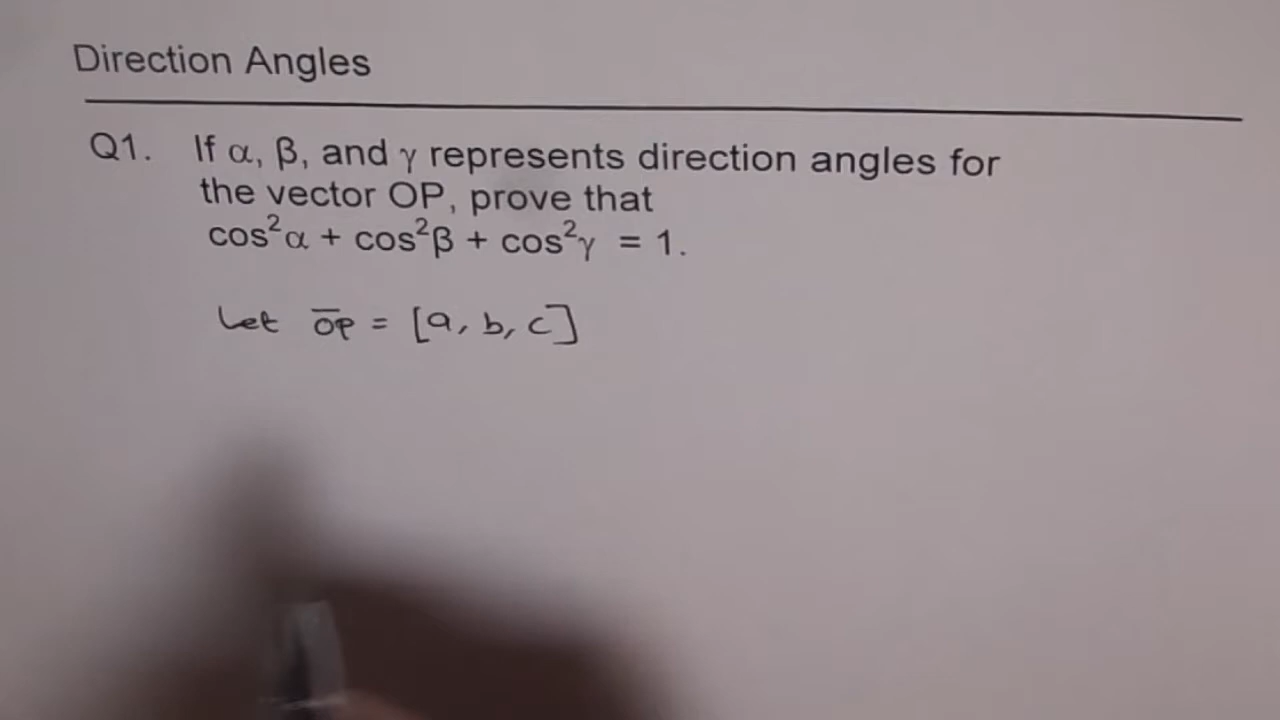 Direction Angles
Q1. If α, β, and γ represents direction angles for
the vector OP, prove that
cos²α + cos²β + cos²γ = 1.
Let O̅P̅ = [a, b, c]